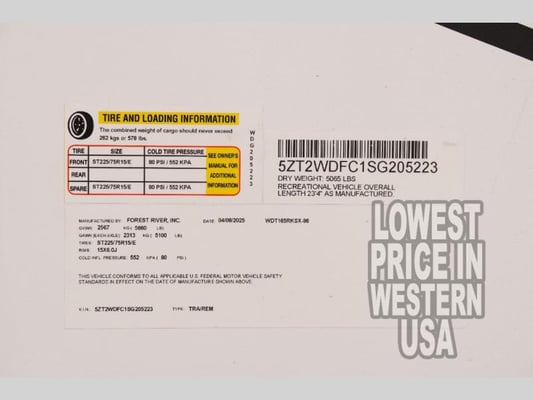 TIRE AND LOADING INFORMATION
The combined weight of cargo should never exceed
262 kgs or 578 lbs.
TIRE SIZE COLD TIRE PRESSURE
FRONT ST225/75R15/E 80 PSI / 552 KPA
REAR
SPARE ST225/75R15/E 80 PSI / 552 KPA
SEE OWNER'S
MANUAL FOR
ADDITIONAL
INFORMATION
WDG205223
5ZT2WDFC1SG205223
DRY WEIGHT: 5065 LBS
RECREATIONAL VEHICLE OVERALL
LENGTH 23'4" AS MANUFACTURED.
MANUFACTURED BY: FOREST RIVER, INC. DATE: 04/08/2025 WDT16SRKSX-96
GVWR: 2567 KG ( 5660 LB)
GAWR (EACH AXLE): 2313 KG ( 5100 LB)
TIRES: ST225/75R15/E
RIMS: 15X6.0J
COLD INFL. PRESSURE: 552 KPA ( 80 PSI )
THIS VEHICLE CONFORMS TO ALL APPLICABLE U.S. FEDERAL MOTOR VEHICLE SAFETY
STANDARDS IN EFFECT ON THE DATE OF MANUFACTURE SHOWN ABOVE.
V.I.N.: 5ZT2WDFC1SG205223 TYPE: TRA/REM
LOWEST
PRICE IN
WESTERN
USA